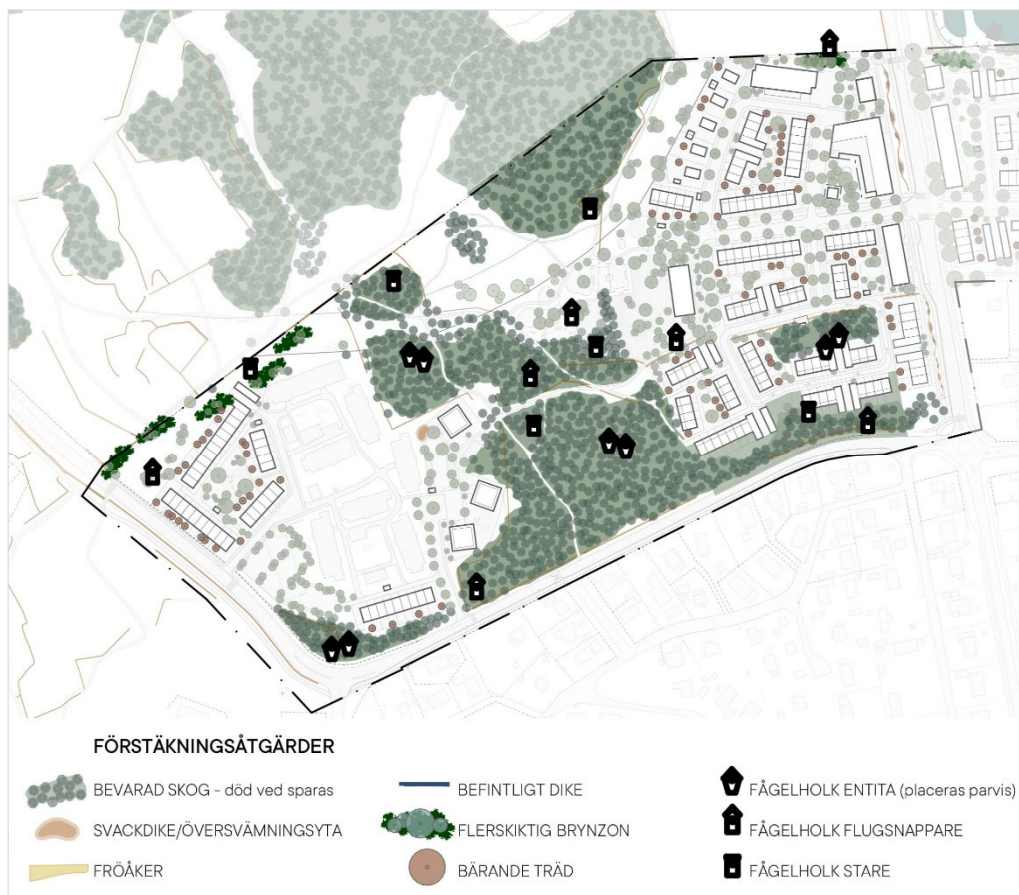 FÖRSTÄKNINGSÅTGÄRDER
BEVARAD SKOG - död ved sparas
SVACKDIKE/ÖVERSVÄMNINGSYTA
FRÖÅKER
BEFINTLIGT DIKE
FLERSKIKTIG BRYNZON
BÄRANDE TRÄD
FÅGELHOLK ENTITA (placeras parvis)
FÅGELHOLK FLUGSNAPPARE
FÅGELHOLK STARE